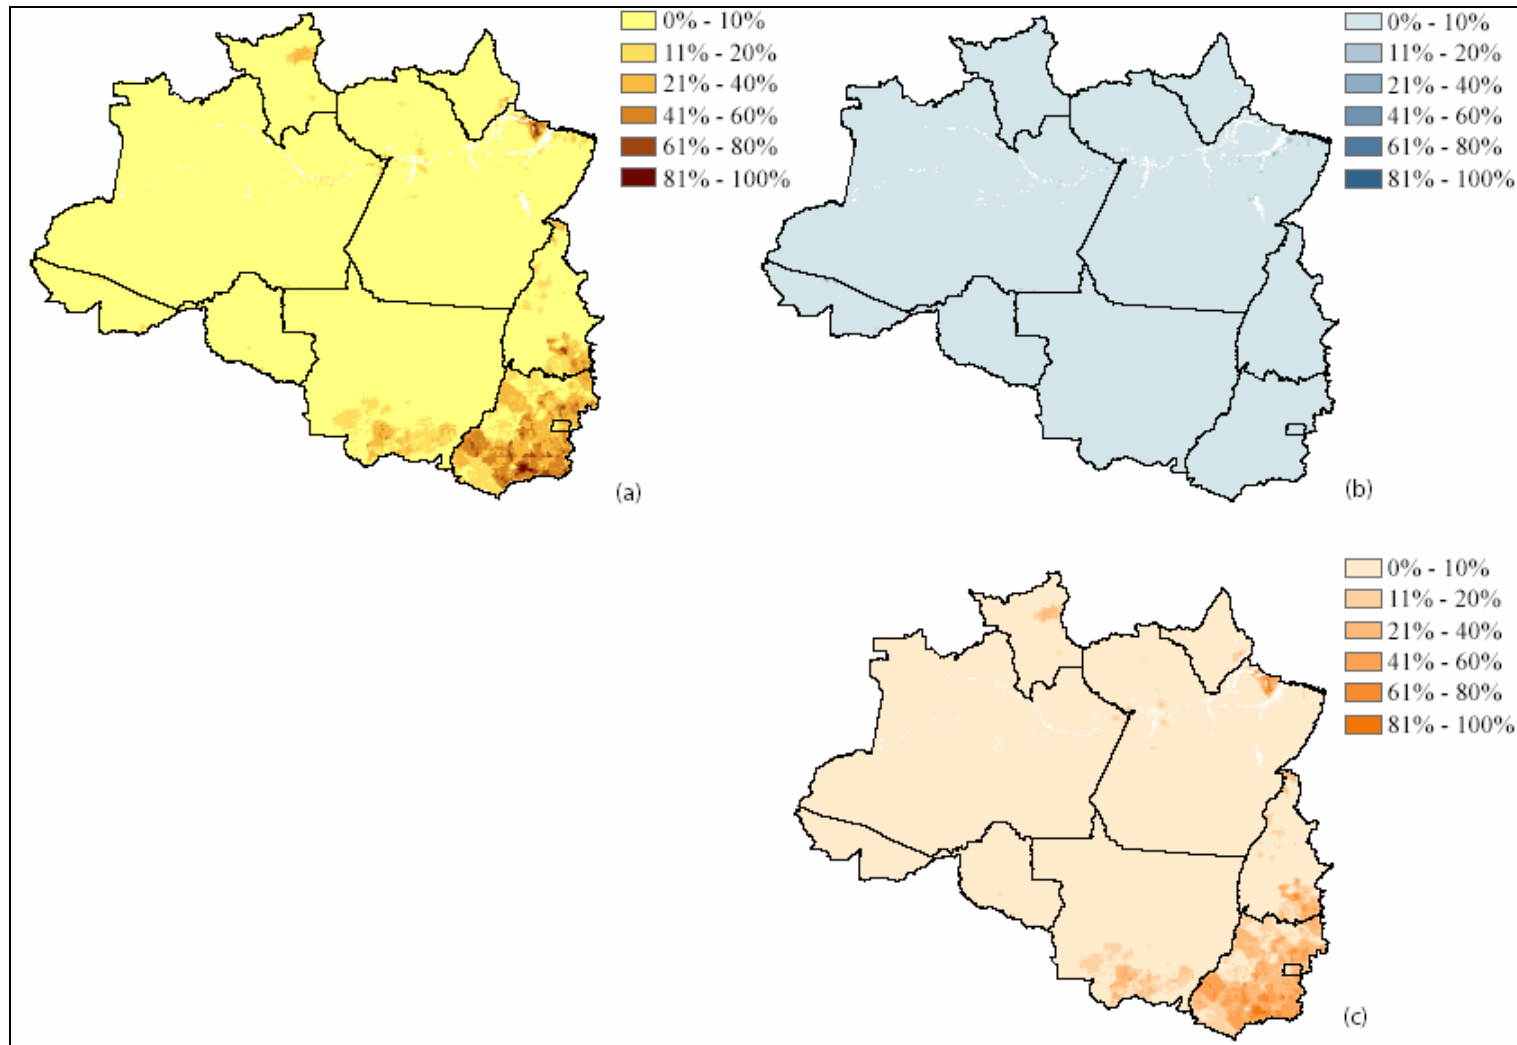 0% - 10%
11% - 20%
21% - 40%
41% - 60%
61% - 80%
81% - 100%
(a)
0% - 10%
11% - 20%
21% - 40%
41% - 60%
61% - 80%
81% - 100%
(b)
0% - 10%
11% - 20%
21% - 40%
41% - 60%
61% - 80%
81% - 100%
(c)